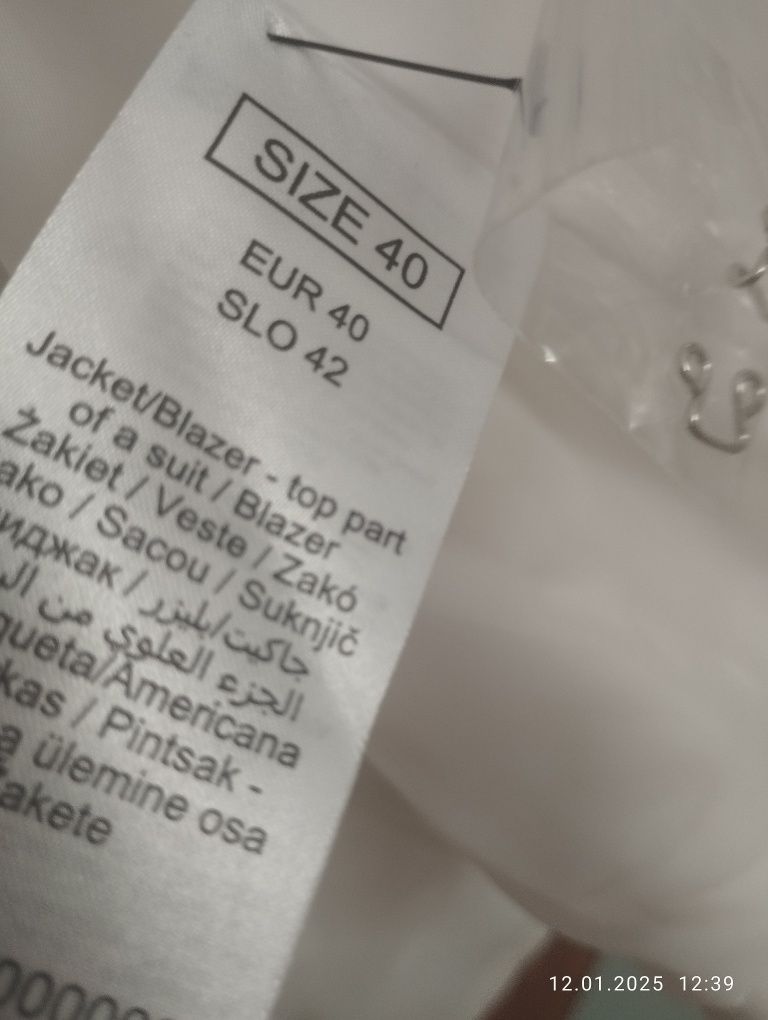 SIZE 40
EUR 40
SLO 42
Jacket/Blazer - top part
of a suit / Blazer
Żakiet / Veste / Zakó
ako / Sacou / Suknjič
иджак / جاكيت/بليزر
الجزء العلوي من ال
queta/Americana
kas / Pintsak -
a ülemine osa
akete
12.01.2025 12:39